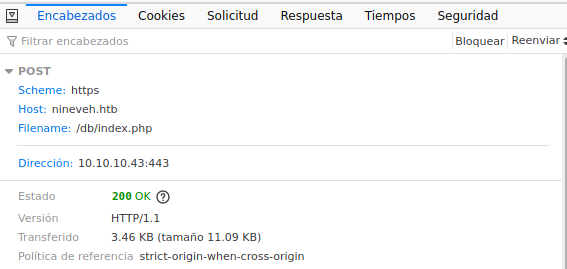 Encabezados Cookies Solicitud Respuesta Tiempos Seguridad
Filtrar encabezados Bloquear Reenviar
POST
Scheme: https
Host: nineveh.htb
Filename: /db/index.php
Dirección: 10.10.10.43:443
Estado 200 OK ?
Versión HTTP/1.1
Transferido 3.46 KB (tamaño 11.09 KB)
Política de referencia strict-origin-when-cross-origin